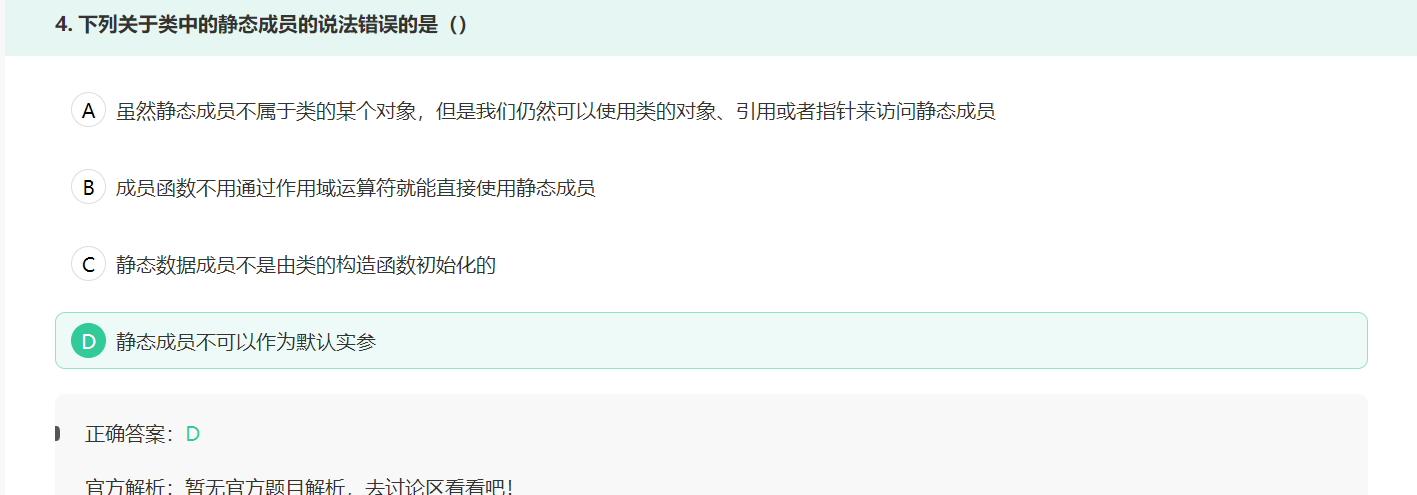 4. 下列关于类中的静态成员的说法错误的是（）
A 虽然静态成员不属于类的某个对象，但是我们仍然可以使用类的对象、引用或者指针来访问静态成员
B 成员函数不用通过作用域运算符就能直接使用静态成员
C 静态数据成员不是由类的构造函数初始化的
D 静态成员不可以作为默认实参
正确答案：D
官方解析：暂无官方题目解析，去讨论区看看吧！